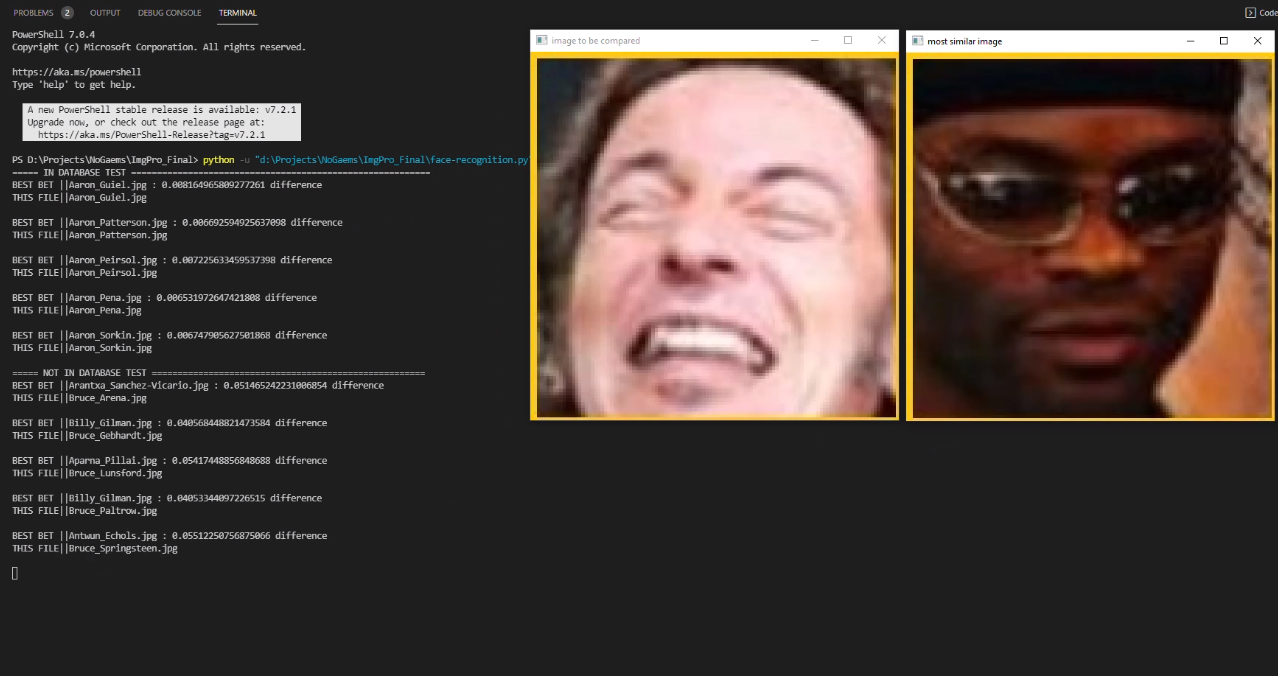 PROBLEMS 2 OUTPUT DEBUG CONSOLE TERMINAL
Code
PowerShell 7.0.4
Copyright (c) Microsoft Corporation. All rights reserved.
https://aka.ms/powershell
Type 'help' to get help.
A new PowerShell stable release is available: v7.2.1
Upgrade now, or check out the release page at:
https://aka.ms/PowerShell-Release?tag=v7.2.1
PS D:\Projects\NoGaems\ImgPro_Final> python -u "d:\Projects\NoGaems\ImgPro_Final\face-recognition.py
===== IN DATABASE TEST =========================================================
BEST BET ||Aaron_Guiel.jpg : 0.008164965809277261 difference
THIS FILE||Aaron_Guiel.jpg
BEST BET ||Aaron_Patterson.jpg : 0.006692594925637098 difference
THIS FILE||Aaron_Patterson.jpg
BEST BET ||Aaron_Peirsol.jpg : 0.007225633459537398 difference
THIS FILE||Aaron_Peirsol.jpg
BEST BET ||Aaron_Pena.jpg : 0.006531972647421808 difference
THIS FILE||Aaron_Pena.jpg
BEST BET ||Aaron_Sorkin.jpg : 0.006747905627501868 difference
THIS FILE||Aaron_Sorkin.jpg
===== NOT IN DATABASE TEST ====================================================
BEST BET ||Arantxa_Sanchez-Vicario.jpg : 0.051465242231006854 difference
THIS FILE||Bruce_Arena.jpg
BEST BET ||Billy_Gilman.jpg : 0.040568448821473584 difference
THIS FILE||Bruce_Gebhardt.jpg
BEST BET ||Aparna_Pillai.jpg : 0.05417448856848688 difference
THIS FILE||Bruce_Lunsford.jpg
BEST BET ||Billy_Gilman.jpg : 0.04053344097226515 difference
THIS FILE||Bruce_Paltrow.jpg
BEST BET ||Antwun_Echols.jpg : 0.05512250756875066 difference
THIS FILE||Bruce_Springsteen.jpg
image to be compared
most similar image